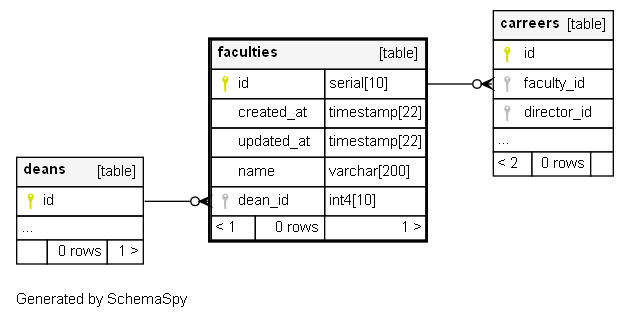 carreers [table]
id
faculty_id
director_id
...
< 2 0 rows
faculties [table]
id serial[10]
created_at timestamp[22]
updated_at timestamp[22]
name varchar[200]
dean_id int4[10]
< 1 0 rows 1 >
deans [table]
id
...
0 rows 1 >
Generated by SchemaSpy